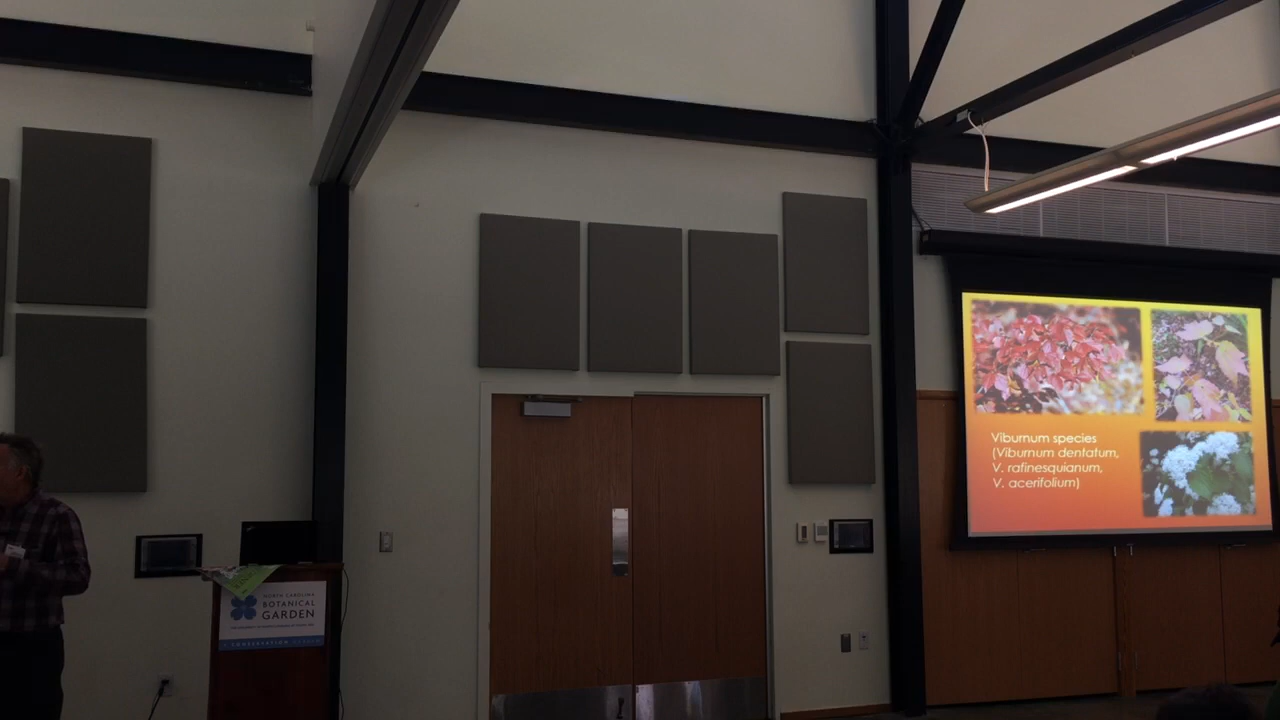 NORTH CAROLINA
BOTANICAL
GARDEN
Viburnum species
(Viburnum dentatum,
V. rafinesquianum,
V. acerifolium)